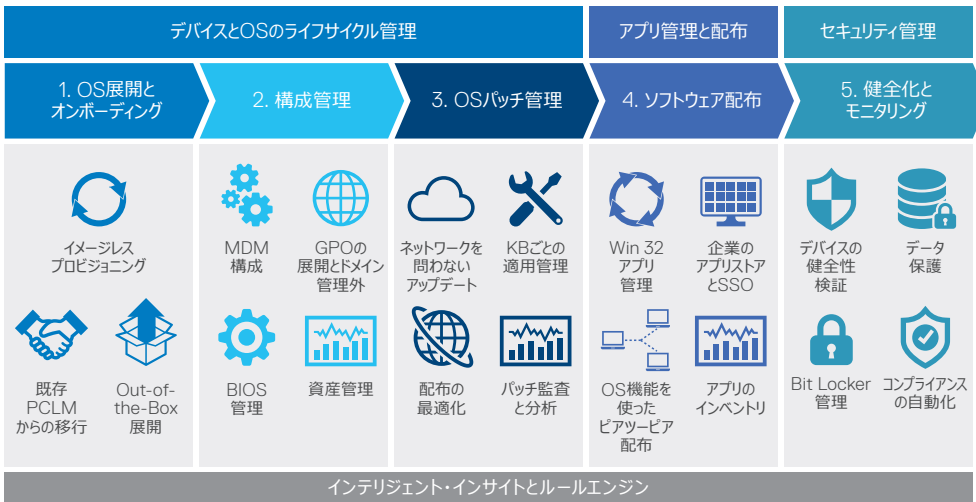 デバイスとOSのライフサイクル管理
アプリ管理と配布
セキュリティ管理
1. OS展開と
オンボーディング
2. 構成管理
3. OSパッチ管理
4. ソフトウェア配布
5. 健全化と
モニタリング
イメージレス
プロビジョニング
既存
PCLM
からの移行
Out-of-
the-Box
展開
MDM
構成
GPOの
展開とドメイン
管理外
BIOS
管理
資産管理
ネットワークを
問わない
アップデート
KBごとの
適用管理
配布の
最適化
パッチ監査
と分析
Win 32
アプリ
管理
企業の
アプリストア
とSSO
OS機能を
使った
ピアツーピア
配布
アプリの
インベントリ
デバイスの
健全性
検証
データ
保護
Bit Locker
管理
コンプライアンス
の自動化
インテリジェント・インサイトとルールエンジン